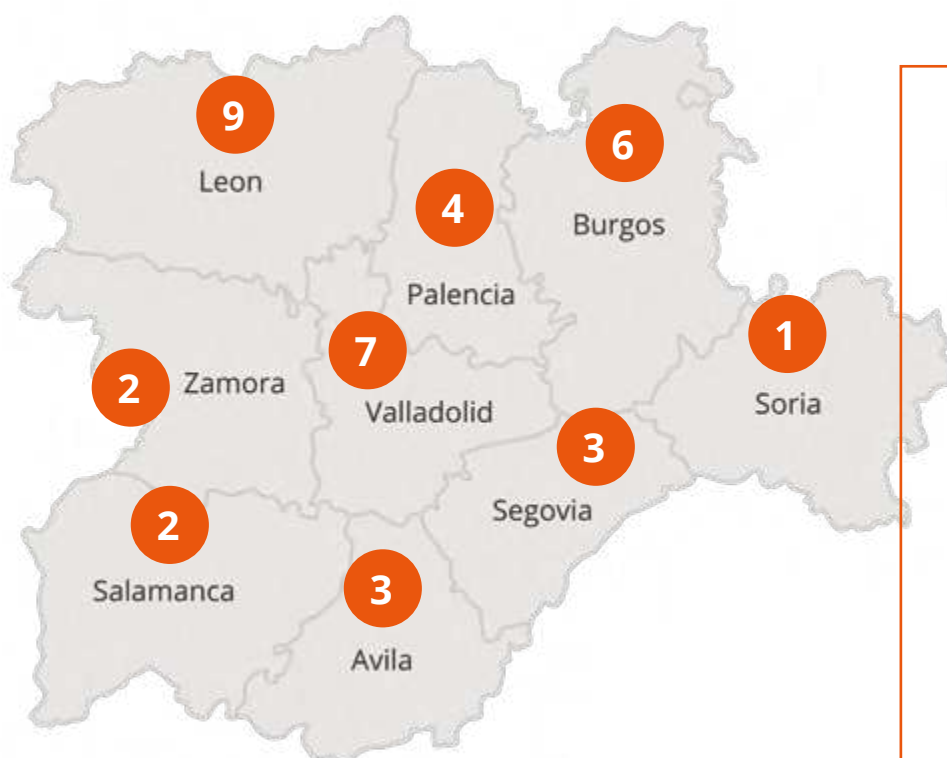 9
Leon
6
Burgos
4
Palencia
1
Soria
7
Valladolid
2
Zamora
3
Segovia
2
Salamanca
3
Avila